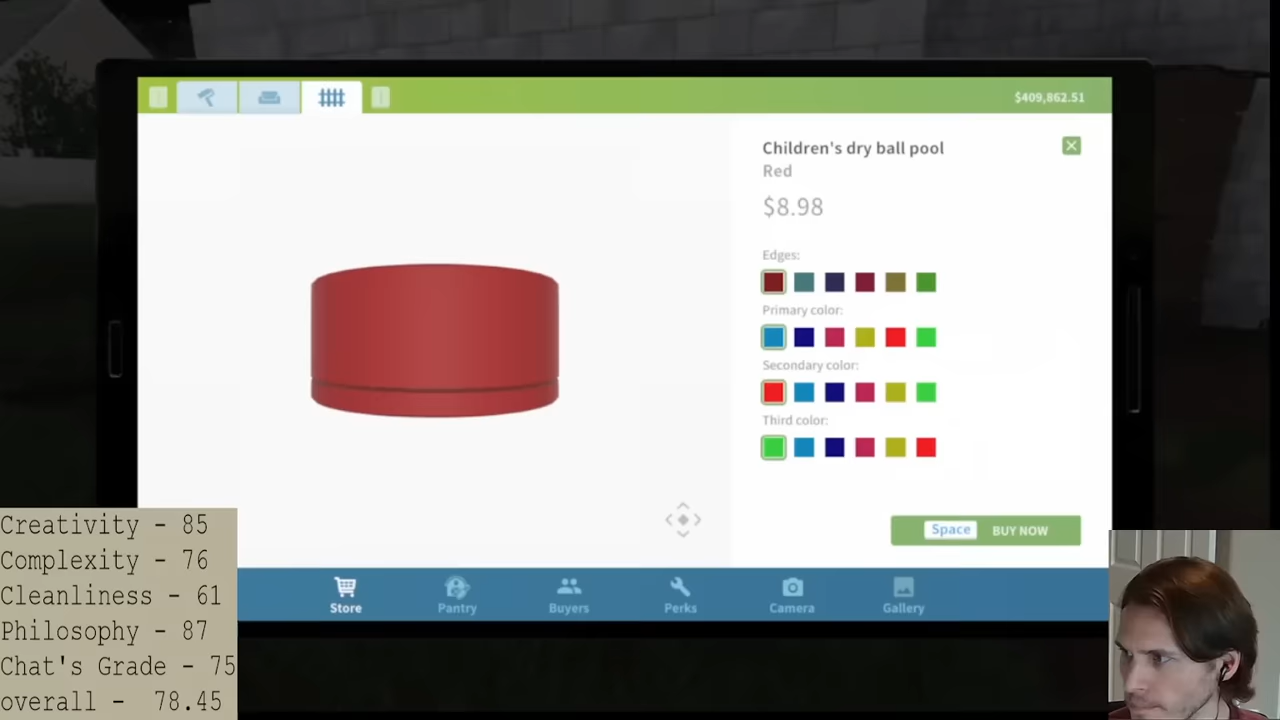 $409,862.51
Children's dry ball pool
Red
$8.98
Edges:
Primary color:
Secondary color:
Third color:
Space BUY NOW
Store Pantry Buyers Perks Camera Gallery
Creativity - 85
Complexity - 76
Cleanliness - 61
Philosophy - 87
Chat's Grade - 75
overall - 78.45